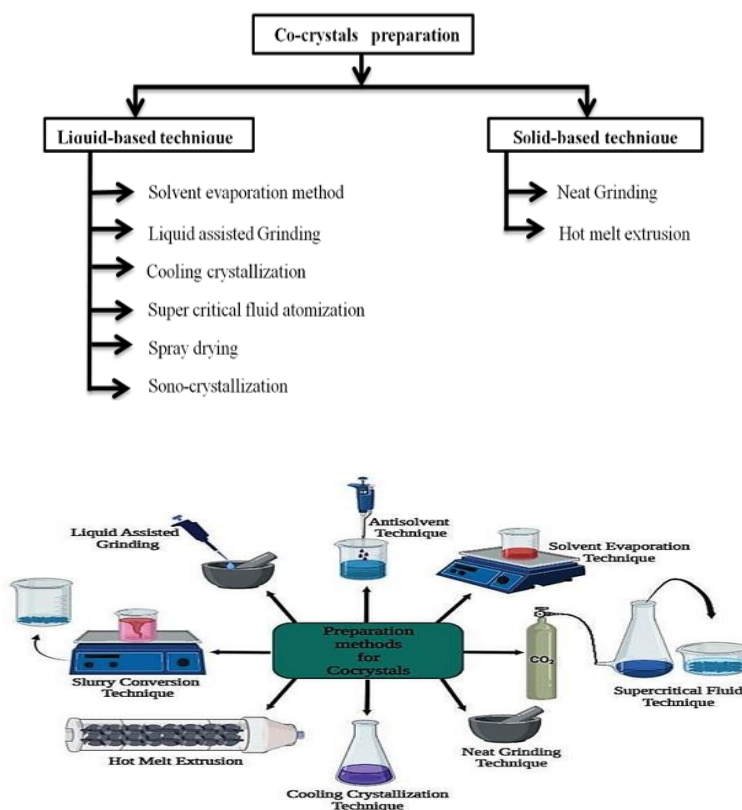 Co-crystals preparation
Liquid-based technique
Solid-based technique
Solvent evaporation method
Liquid assisted Grinding
Cooling crystallization
Super critical fluid atomization
Spray drying
Sono-crystallization
Neat Grinding
Hot melt extrusion
Liquid Assisted
Grinding
Antisolvent
Technique
Solvent Evaporation
Technique
Slurry Conversion
Technique
Preparation
methods
for
Cocrystals
CO₂
Supercritical Fluid
Technique
Hot Melt Extrusion
Cooling Crystallization
Technique
Neat Grinding
Technique